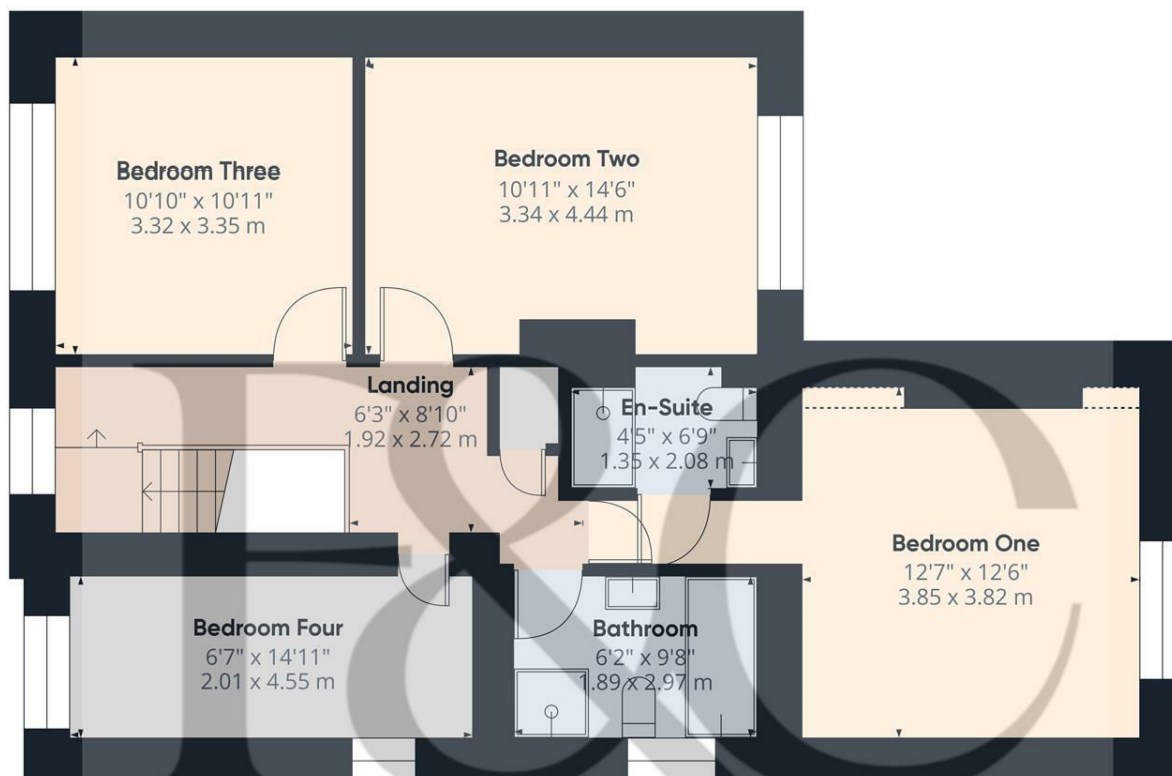 Bedroom Three
10'10" x 10'11"
3.32 x 3.35 m
Bedroom Two
10'11" x 14'6"
3.34 x 4.44 m
Landing
6'3" x 8'10"
1.92 x 2.72 m
En-Suite
4'5" x 6'9"
1.35 x 2.08 m
Bedroom One
12'7" x 12'6"
3.85 x 3.82 m
Bedroom Four
6'7" x 14'11"
2.01 x 4.55 m
Bathroom
6'2" x 9'8"
1.89 x 2.97 m
F&C